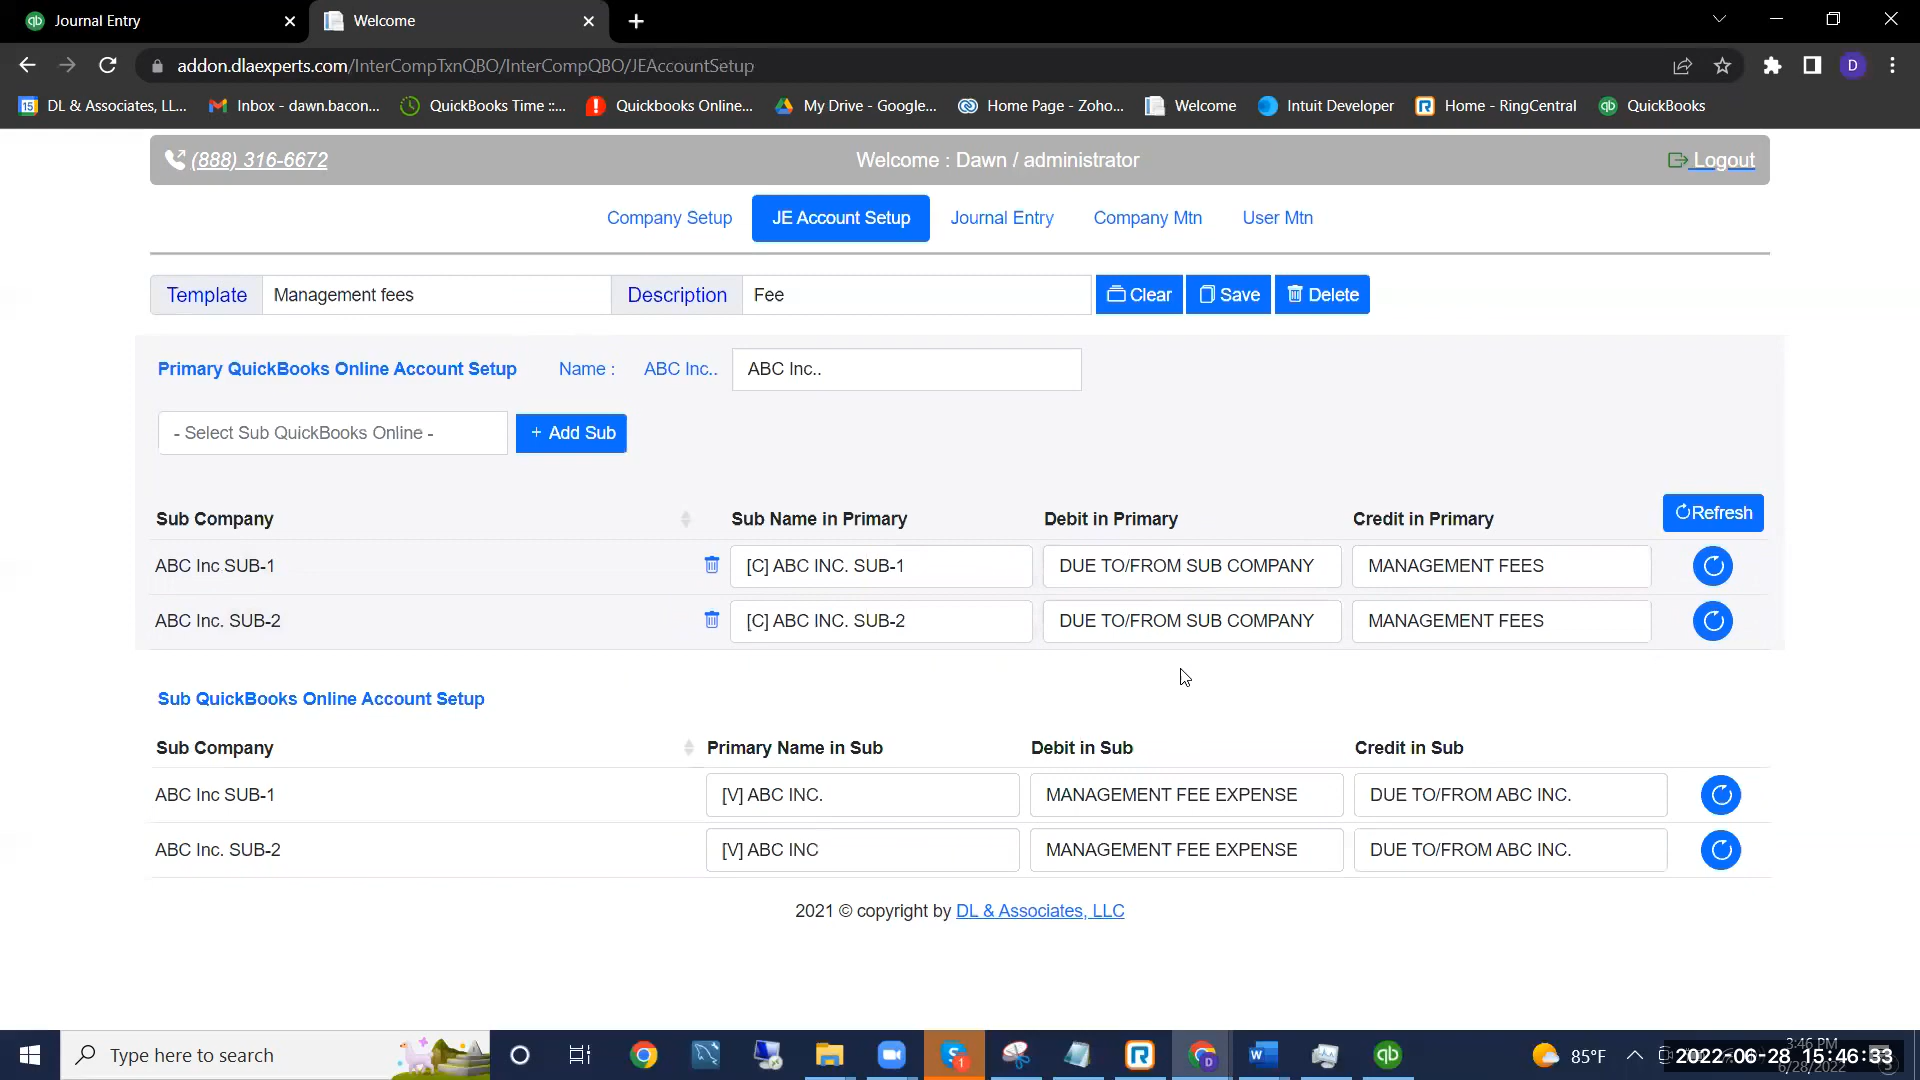 Journal Entry
Welcome
addon.dlaexperts.com/InterCompTxnQBO/InterCompQBO/JEAccountSetup
D
15 DL & Associates, LL... Inbox - dawn.bacon... QuickBooks Time ::... Quickbooks Online... My Drive - Google... Home Page - Zoho... Welcome Intuit Developer Home - RingCentral QuickBooks
(888) 316-6672 Welcome : Dawn / administrator Logout
Company Setup JE Account Setup Journal Entry Company Mtn User Mtn
Template Management fees Description Fee Clear Save Delete
Primary QuickBooks Online Account Setup Name : ABC Inc.. ABC Inc..
- Select Sub QuickBooks Online - + Add Sub
Sub Company Sub Name in Primary Debit in Primary Credit in Primary Refresh
ABC Inc SUB-1 [C] ABC INC. SUB-1 DUE TO/FROM SUB COMPANY MANAGEMENT FEES
ABC Inc. SUB-2 [C] ABC INC. SUB-2 DUE TO/FROM SUB COMPANY MANAGEMENT FEES
Sub QuickBooks Online Account Setup
Sub Company Primary Name in Sub Debit in Sub Credit in Sub
ABC Inc SUB-1 [V] ABC INC. MANAGEMENT FEE EXPENSE DUE TO/FROM ABC INC.
ABC Inc. SUB-2 [V] ABC INC MANAGEMENT FEE EXPENSE DUE TO/FROM ABC INC.
2021 © copyright by DL & Associates, LLC
Type here to search
85°F
3:46 PM
2022-06-28 15:46:33
6/28/2022